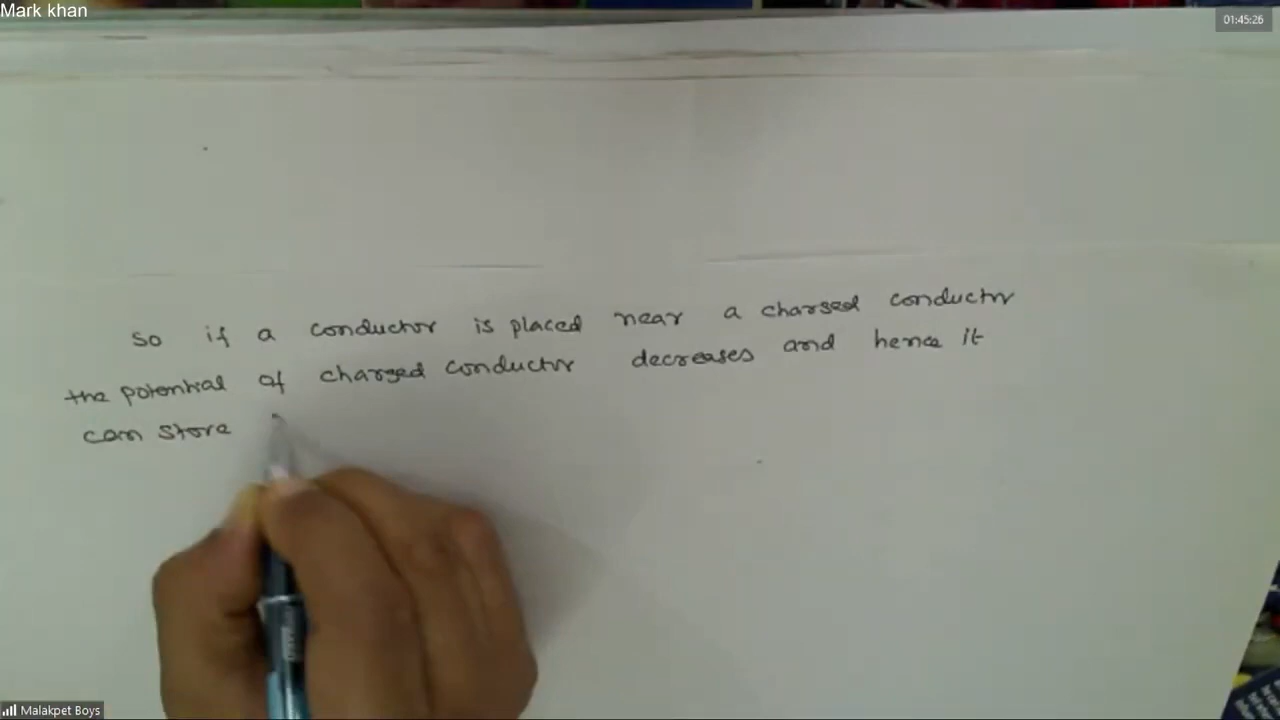 Mark khan
01:45:26
So if a conductor is placed near a charged conductor
the potential of charged conductor decreases and hence it
can store
Malakpet Boys